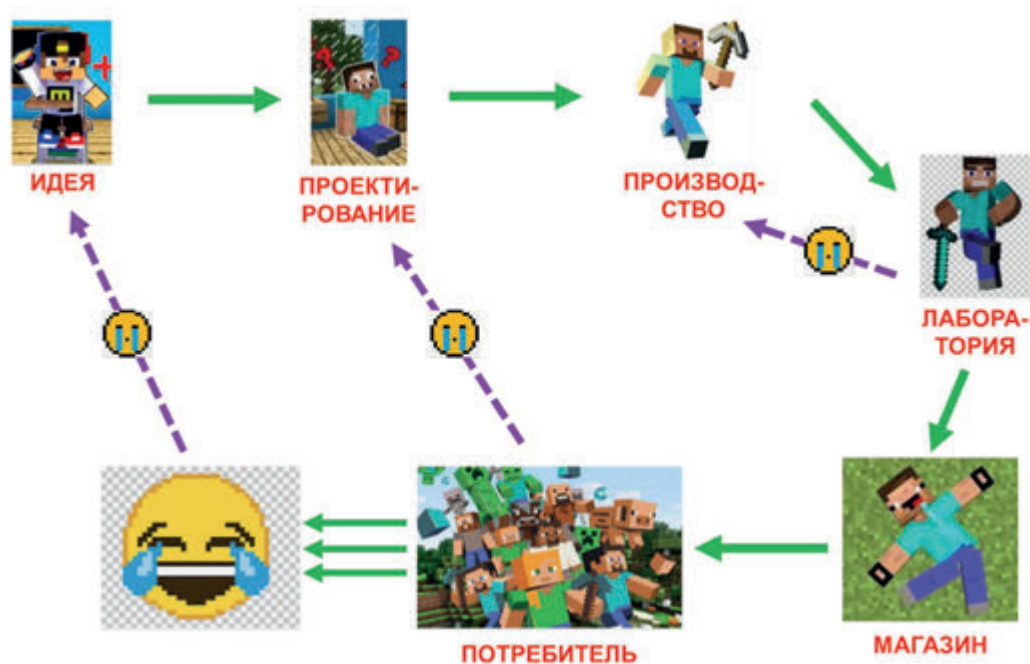 ИДЕЯ
ПРОЕКТИ-
РОВАНИЕ
ПРОИЗВОД-
СТВО
ЛАБОРА-
ТОРИЯ
ПОТРЕБИТЕЛЬ
МАГАЗИН